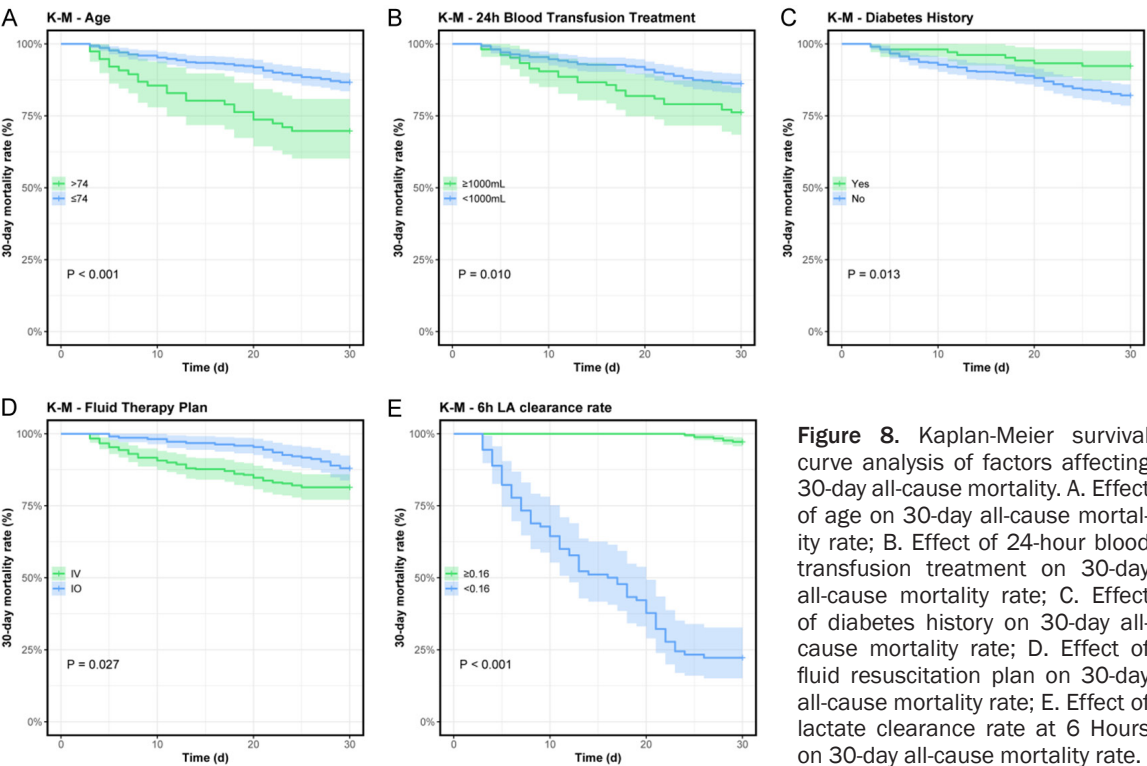 A
K-M - Age
30-day mortality rate (%)
100%
75%
50%
25%
0%
>74
≤74
P < 0.001
0
10
20
30
Time (d)
B
K-M - 24h Blood Transfusion Treatment
30-day mortality rate (%)
100%
75%
50%
25%
0%
≥1000mL
<1000mL
P = 0.010
0
10
20
30
Time (d)
C
K-M - Diabetes History
30-day mortality rate (%)
100%
75%
50%
25%
0%
Yes
No
P = 0.013
0
10
20
30
Time (d)
D
K-M - Fluid Therapy Plan
30-day mortality rate (%)
100%
75%
50%
25%
0%
IV
IO
P = 0.027
0
10
20
30
Time (d)
E
K-M - 6h LA clearance rate
30-day mortality rate (%)
100%
75%
50%
25%
0%
≥0.16
<0.16
P < 0.001
0
10
20
30
Time (d)
Figure 8. Kaplan-Meier survival
curve analysis of factors affecting
30-day all-cause mortality. A. Effect
of age on 30-day all-cause mortal-
ity rate; B. Effect of 24-hour blood
transfusion treatment on 30-day
all-cause mortality rate; C. Effect
of diabetes history on 30-day all-
cause mortality rate; D. Effect of
fluid resuscitation plan on 30-day
all-cause mortality rate; E. Effect of
lactate clearance rate at 6 Hours
on 30-day all-cause mortality rate.